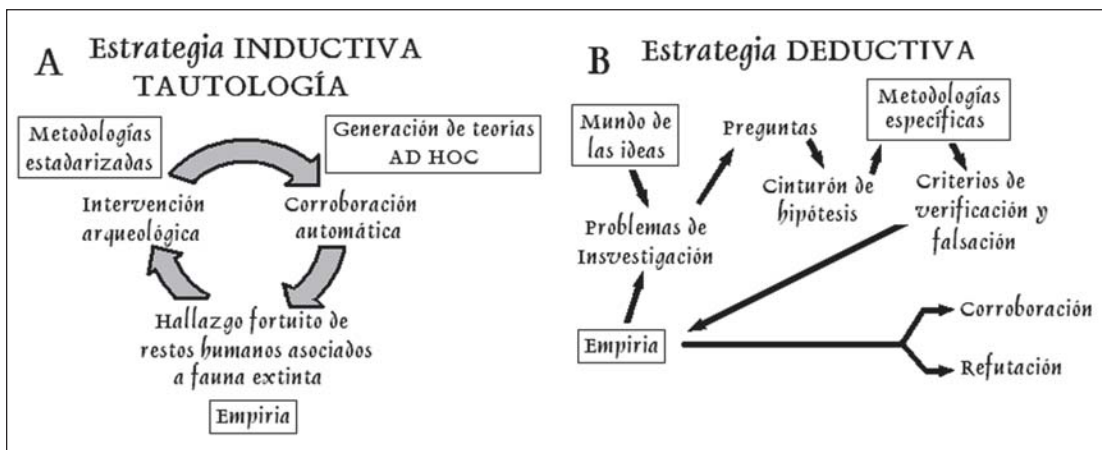 A
Estrategia INDUCTIVA
TAUTOLOGÍA
Metodologías
estadarizadas
Generación de teorías
AD HOC
Intervención
arqueológica
Corroboración
automática
Hallazgo fortuito de
restos humanos asociados
a fauna extinta
Empiria
B
Estrategia DEDUCTIVA
Mundo de
las ideas
Preguntas
Metodologías
específicas
Cinturón de
hipótesis
Criterios de
verificación y
falsación
Problemas de
Insvestigación
Empiria
Corroboración
Refutación